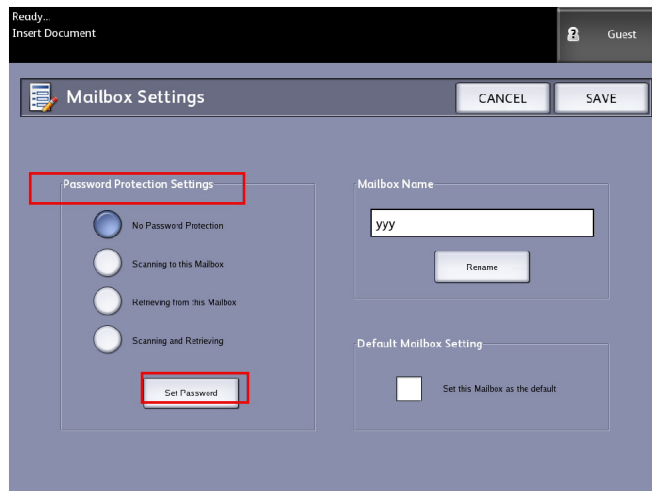 Ready...
Insert Document
Guest
Mailbox Settings
CANCEL
SAVE
Password Protection Settings
No Password Protection
Scanning to this Mailbox
Retrieving from this Mailbox
Scanning and Retrieving
Set Password
Mailbox Name
yyy
Rename
Default Mailbox Setting
Set this Mailbox as the default